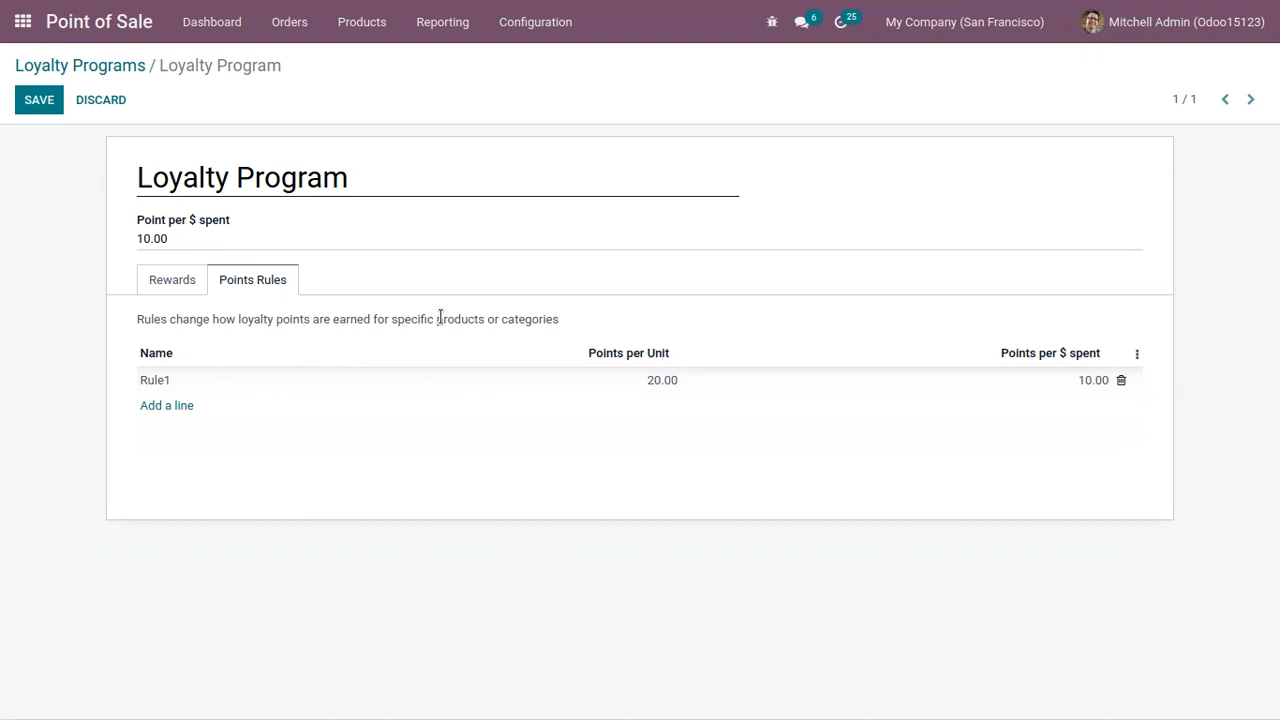 Point of Sale Dashboard Orders Products Reporting Configuration 6 25 My Company (San Francisco) Mitchell Admin (Odoo15123)
Loyalty Programs / Loyalty Program
SAVE DISCARD 1 / 1
Loyalty Program
Point per $ spent
10.00
Rewards Points Rules
Rules change how loyalty points are earned for specific products or categories
Name Points per Unit Points per $ spent
Rule1 20.00 10.00
Add a line